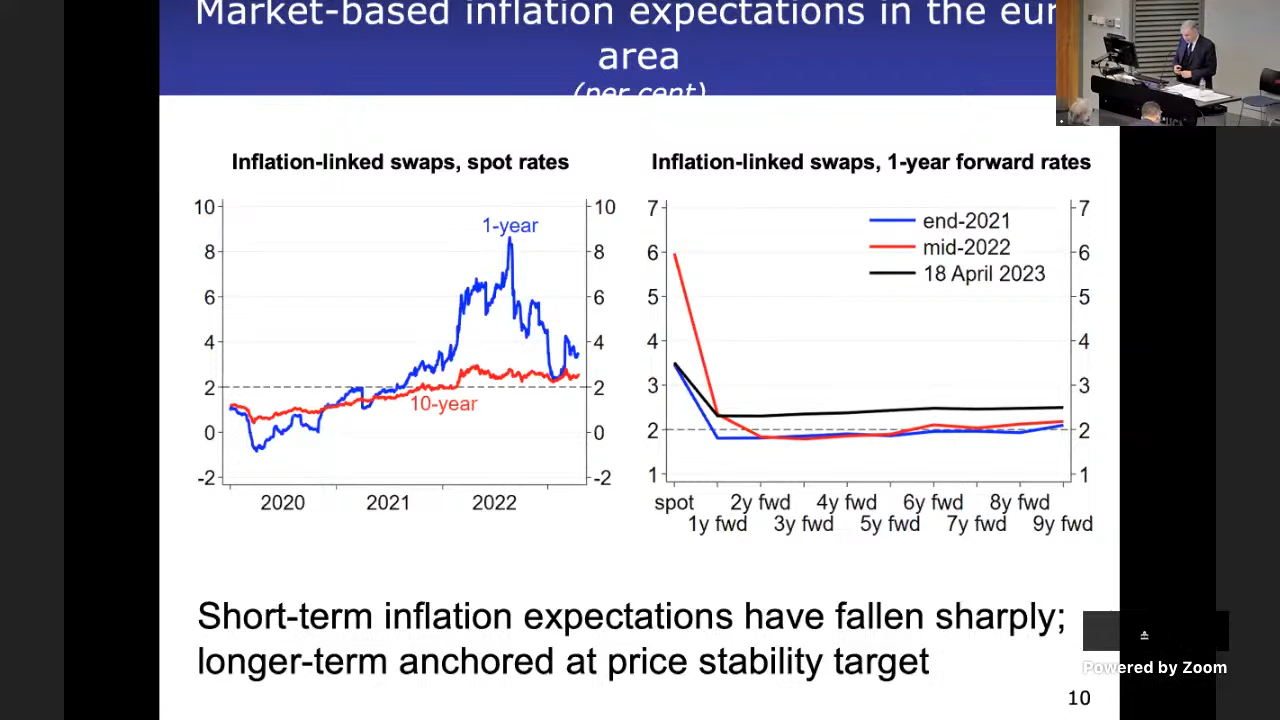 Market-based inflation expectations in the eur
area
(per cent)
Inflation-linked swaps, spot rates
10
8
6
4
2
0
-2
10
8
6
4
2
0
-2
1-year
10-year
2020 2021 2022
Inflation-linked swaps, 1-year forward rates
7
6
5
4
3
2
1
7
6
5
4
3
2
1
end-2021
mid-2022
18 April 2023
spot 2y fwd 4y fwd 6y fwd 8y fwd
1y fwd 3y fwd 5y fwd 7y fwd 9y fwd
Short-term inflation expectations have fallen sharply;
longer-term anchored at price stability target
10
Powered by Zoom